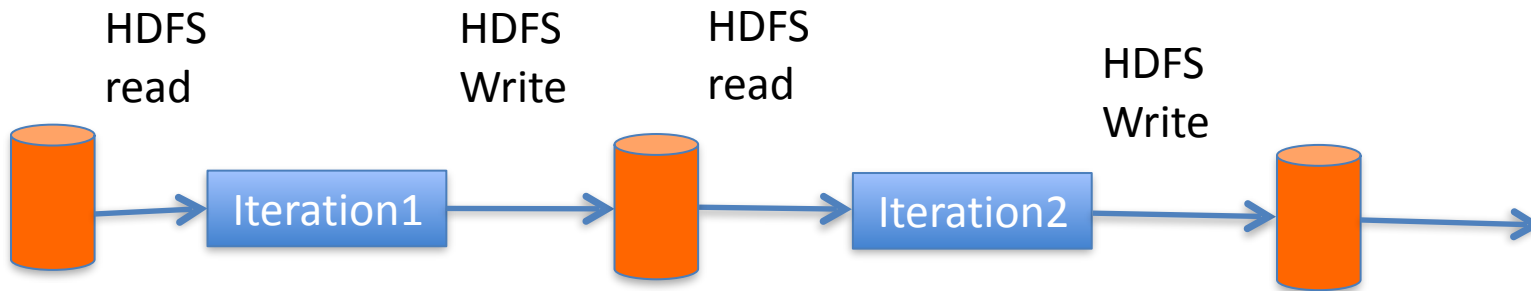 HDFS
read
HDFS
Write
HDFS
read
HDFS
Write
Iteration1
Iteration2